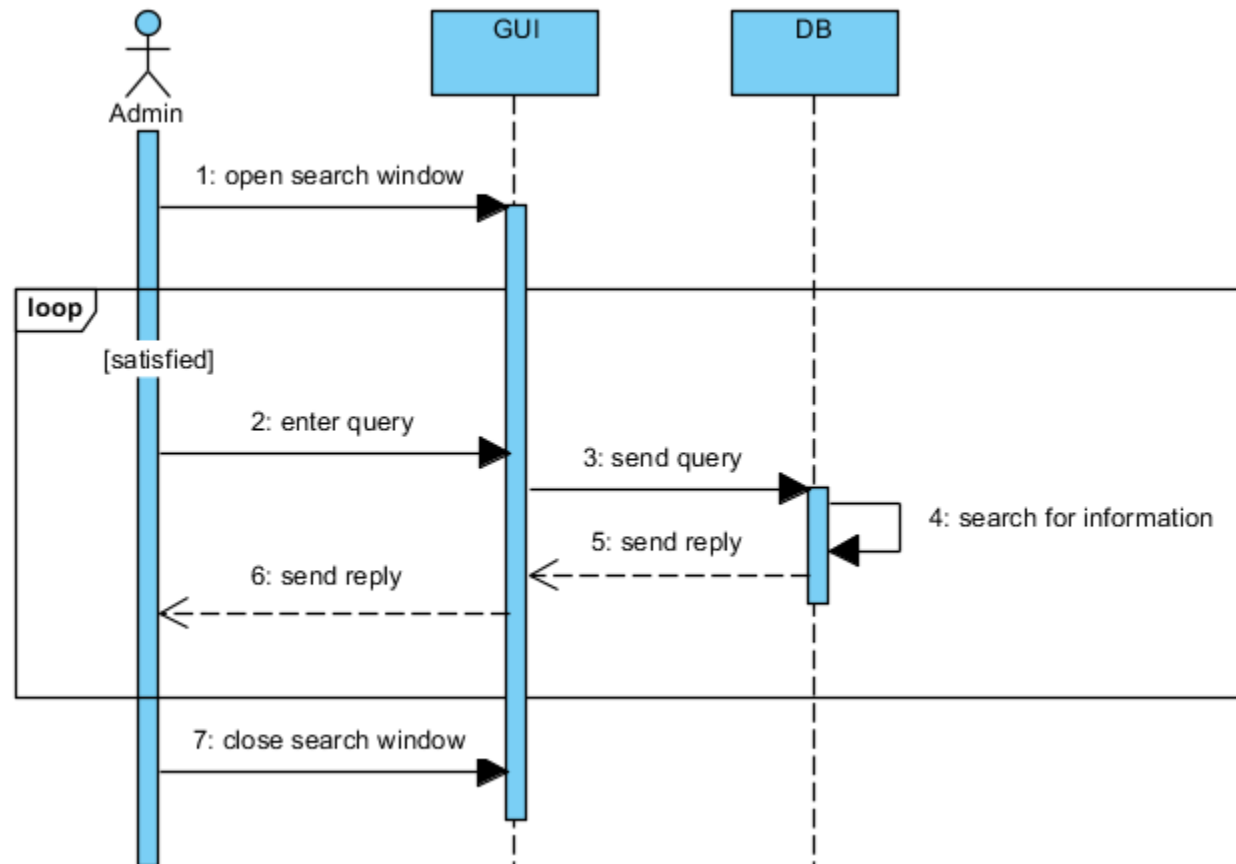 GUI
DB
Admin
1: open search window
loop
[satisfied]
2: enter query
3: send query
4: search for information
5: send reply
6: send reply
7: close search window